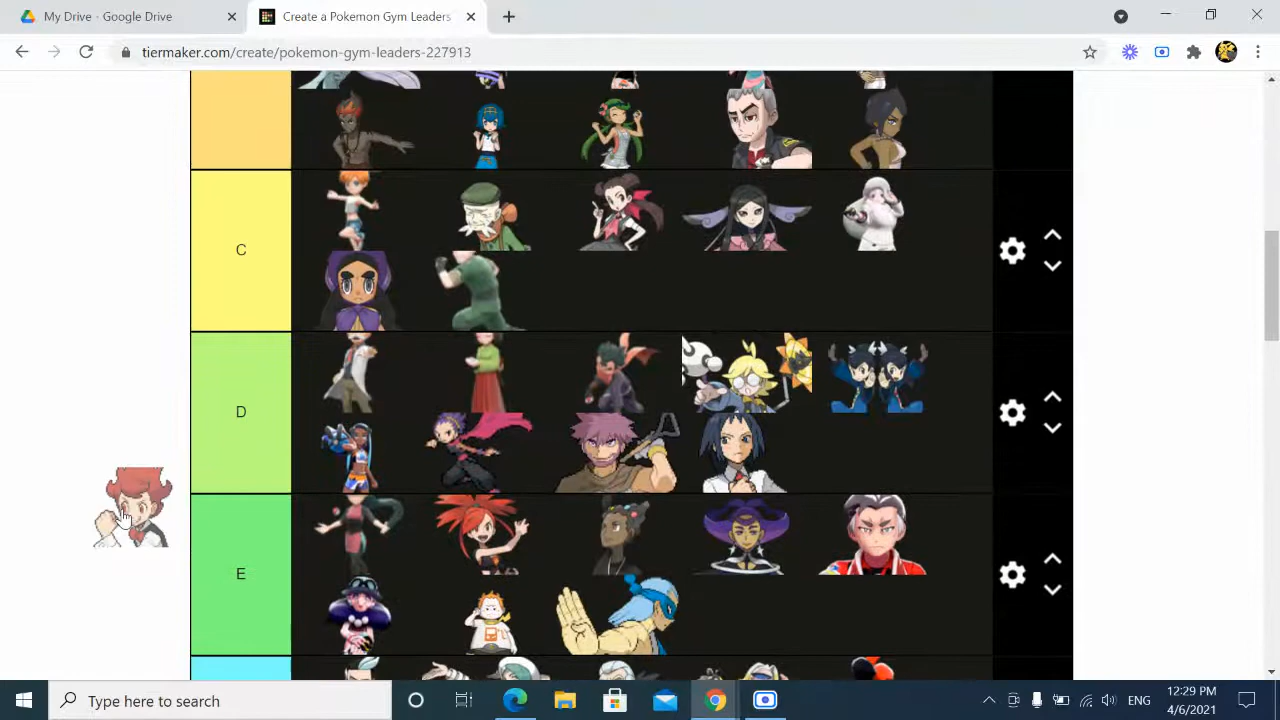 My Drive - Google Drive
Create a Pokemon Gym Leaders
tiermaker.com/create/pokemon-gym-leaders-227913
C
D
E
Type here to search
ENG
12:29 PM
4/6/2021